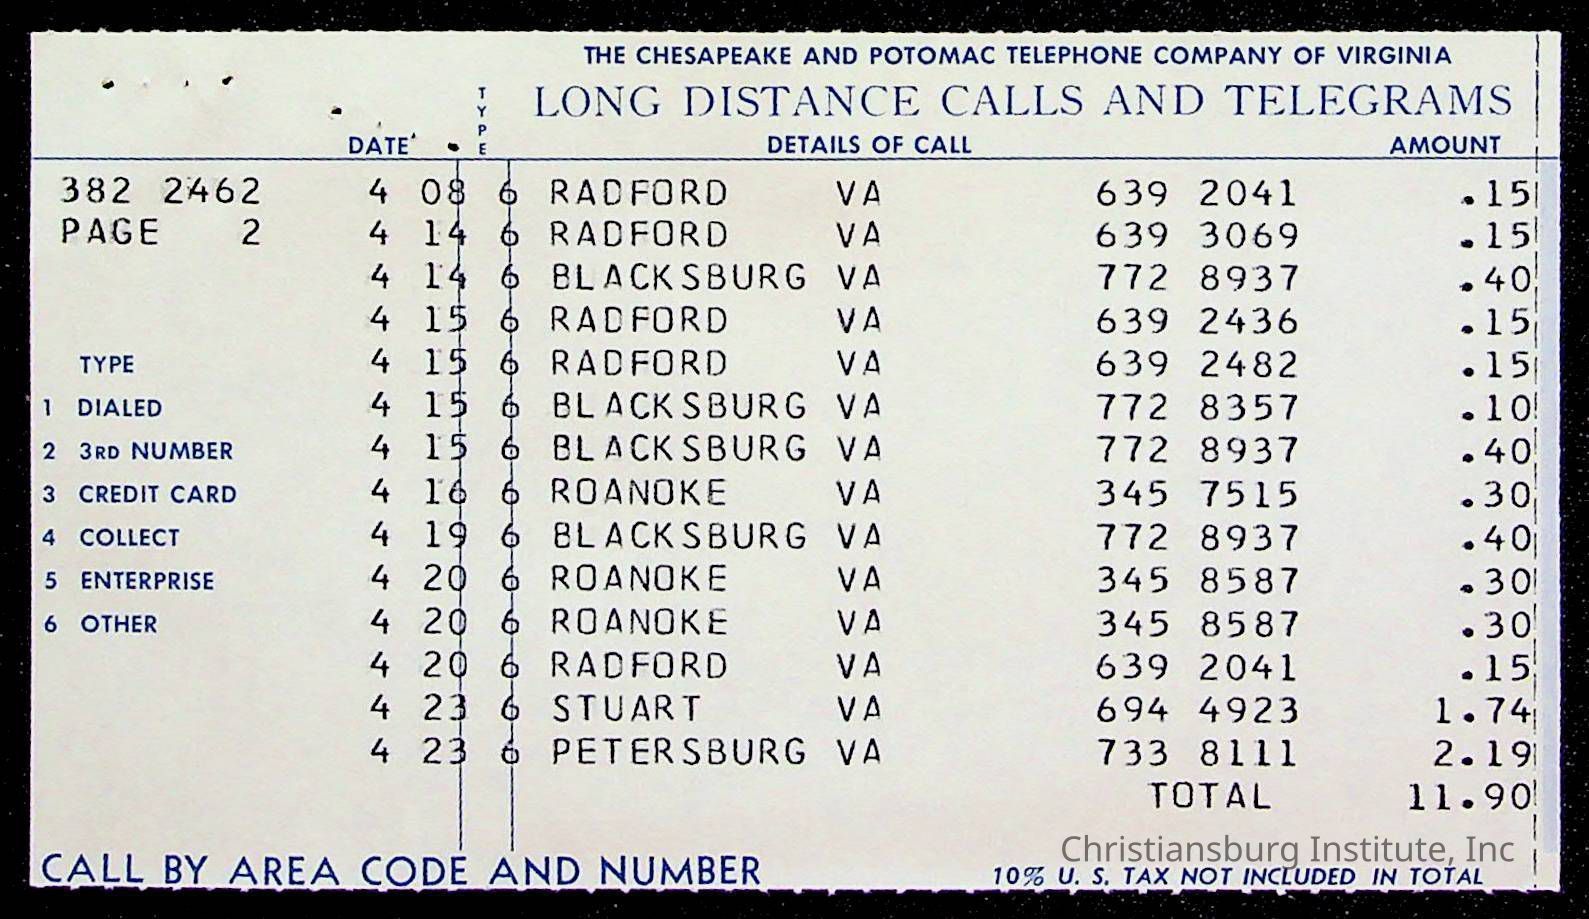 THE CHESAPEAKE AND POTOMAC TELEPHONE COMPANY OF VIRGINIA
LONG DISTANCE CALLS AND TELEGRAMS
DATE TYPE DETAILS OF CALL AMOUNT
382 2462 4 08 6 RADFORD VA 639 2041 .15
PAGE 2 4 14 6 RADFORD VA 639 3069 .15
4 14 6 BLACKSBURG VA 772 8937 .40
4 15 6 RADFORD VA 639 2436 .15
TYPE 4 15 6 RADFORD VA 639 2482 .15
1 DIALED 4 15 6 BLACKSBURG VA 772 8357 .10
2 3RD NUMBER 4 15 6 BLACKSBURG VA 772 8937 .40
3 CREDIT CARD 4 16 6 ROANOKE VA 345 7515 .30
4 COLLECT 4 19 6 BLACKSBURG VA 772 8937 .40
5 ENTERPRISE 4 20 6 ROANOKE VA 345 8587 .30
6 OTHER 4 20 6 ROANOKE VA 345 8587 .30
4 20 6 RADFORD VA 639 2041 .15
4 23 6 STUART VA 694 4923 1.74
4 23 6 PETERSBURG VA 733 8111 2.19
TOTAL 11.90
Christiansburg Institute, Inc
CALL BY AREA CODE AND NUMBER 10% U. S. TAX NOT INCLUDED IN TOTAL